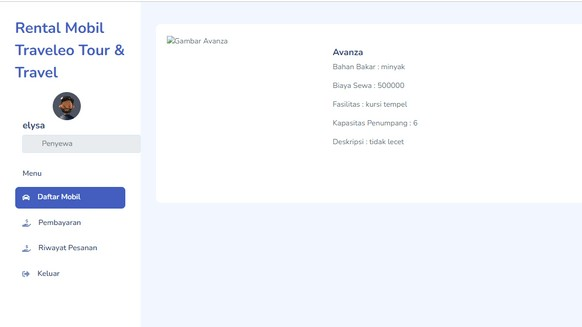 Rental Mobil
Traveleo Tour &
Travel
elysa
Penyewa
Menu
Daftar Mobil
Pembayaran
Riwayat Pesanan
Keluar
Gambar Avanza
Avanza
Bahan Bakar : minyak
Biaya Sewa : 500000
Fasilitas : kursi tempel
Kapasitas Penumpang : 6
Deskripsi : tidak lecet